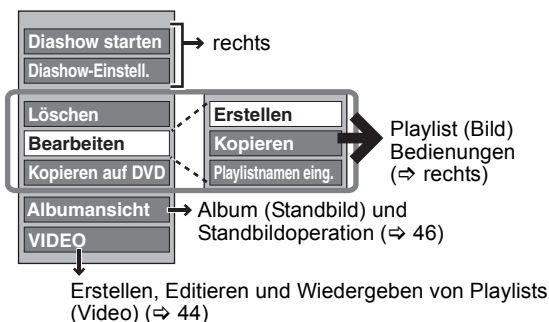 Diashow starten
rechts
Diashow-Einstell.
Löschen
Bearbeiten
Kopieren auf DVD
Erstellen
Kopieren
Playlistnamen eing.
Playlist (Bild)
Bedienungen
(⇨ rechts)
Albumansicht
Album (Standbild) und
Standbildoperation (⇨ 46)
VIDEO
Erstellen, Editieren und Wiedergeben von Playlists
(Video) (⇨ 44)